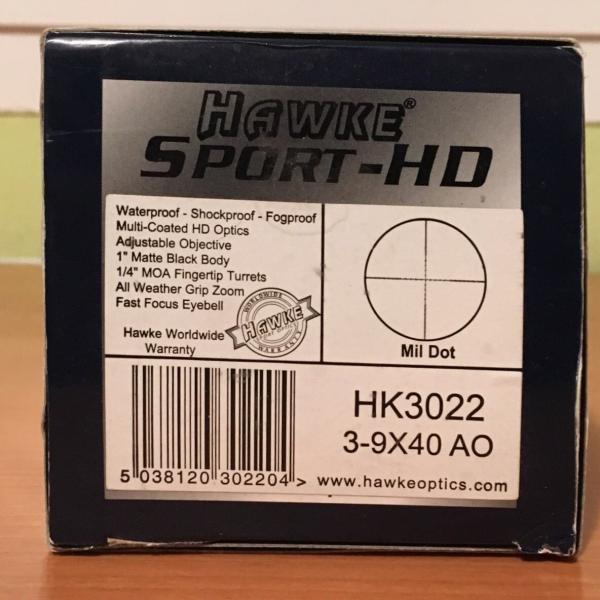 HAWKE®
SPORT-HD
Waterproof - Shockproof - Fogproof
Multi-Coated HD Optics
Adjustable Objective
1" Matte Black Body
1/4" MOA Fingertip Turrets
All Weather Grip Zoom
Fast Focus Eyebell
Hawke Worldwide
Warranty
WORLDWIDE
HAWKE
WARRANTY
Mil Dot
HK3022
3-9X40 AO
5 038120 302204 >
www.hawkeoptics.com